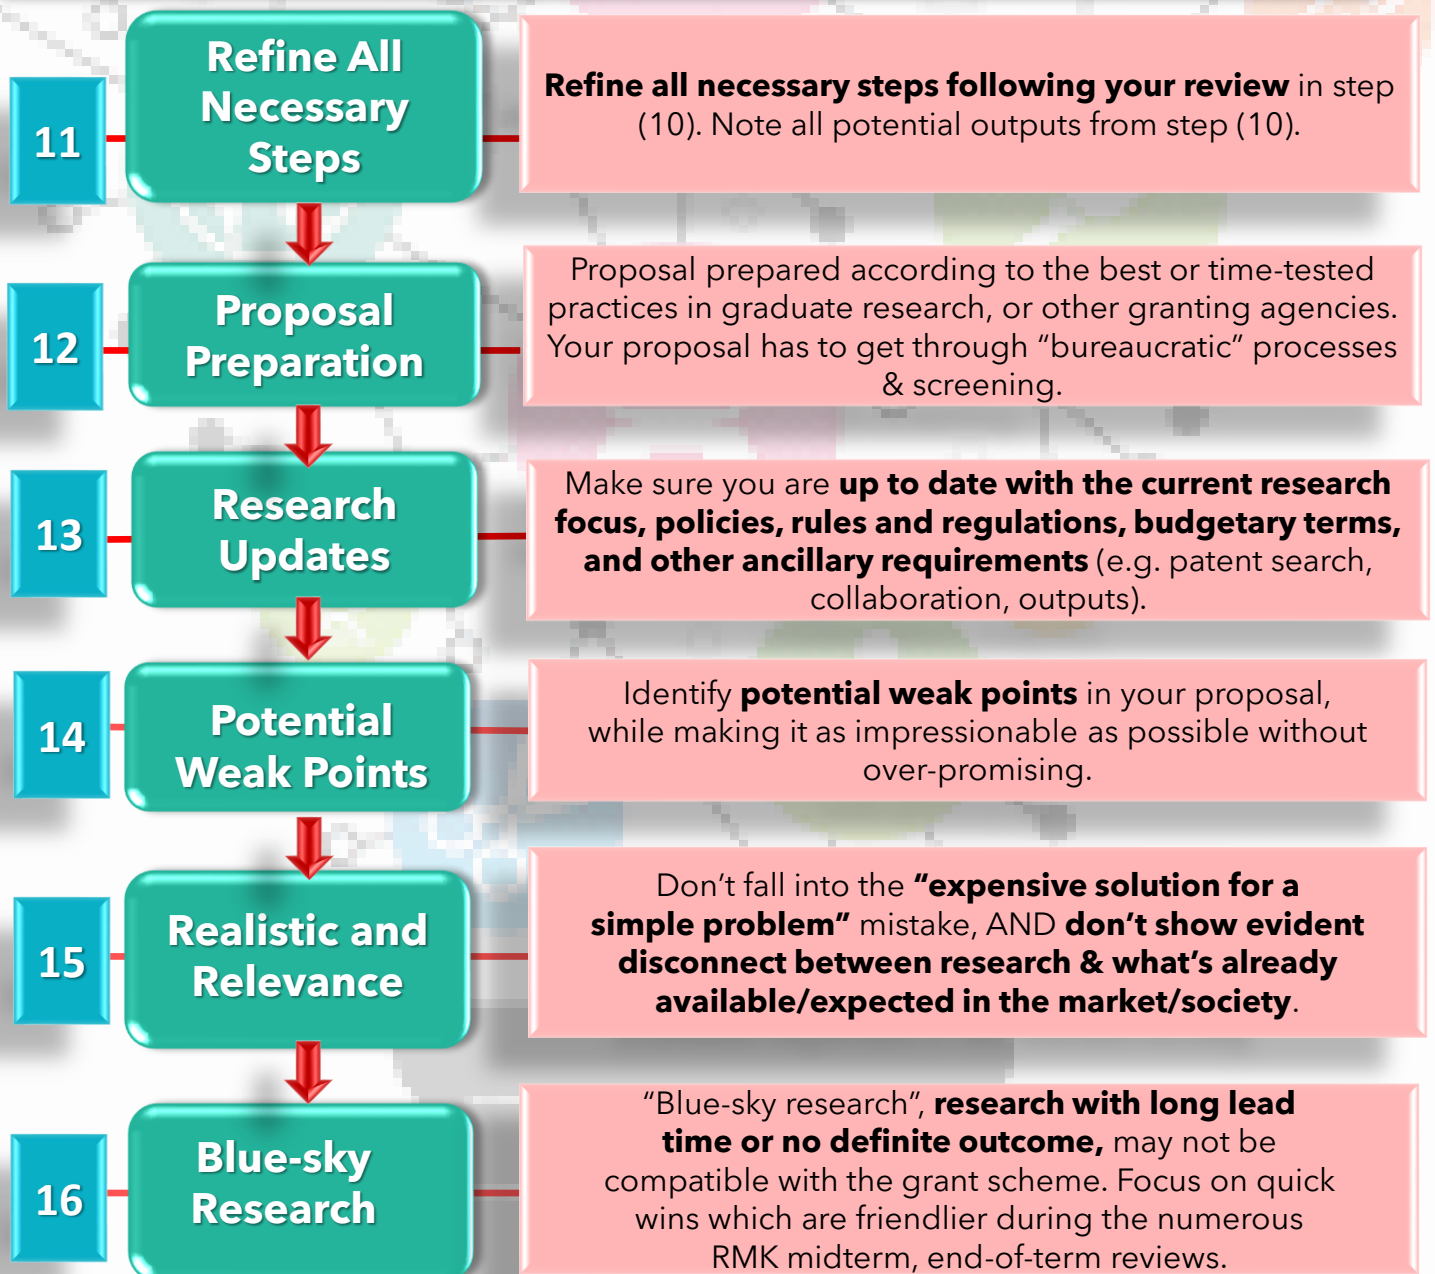 11
Refine All
Necessary
Steps
Refine all necessary steps following your review in step
(10). Note all potential outputs from step (10).
12
Proposal
Preparation
Proposal prepared according to the best or time-tested
practices in graduate research, or other granting agencies.
Your proposal has to get through “bureaucratic” processes
& screening.
13
Research
Updates
Make sure you are up to date with the current research
focus, policies, rules and regulations, budgetary terms,
and other ancillary requirements (e.g. patent search,
collaboration, outputs).
14
Potential
Weak Points
Identify potential weak points in your proposal,
while making it as impressionable as possible without
over-promising.
15
Realistic and
Relevance
Don’t fall into the “expensive solution for a
simple problem” mistake, AND don’t show evident
disconnect between research & what’s already
available/expected in the market/society.
16
Blue-sky
Research
“Blue-sky research”, research with long lead
time or no definite outcome, may not be
compatible with the grant scheme. Focus on quick
wins which are friendlier during the numerous
RMK midterm, end-of-term reviews.